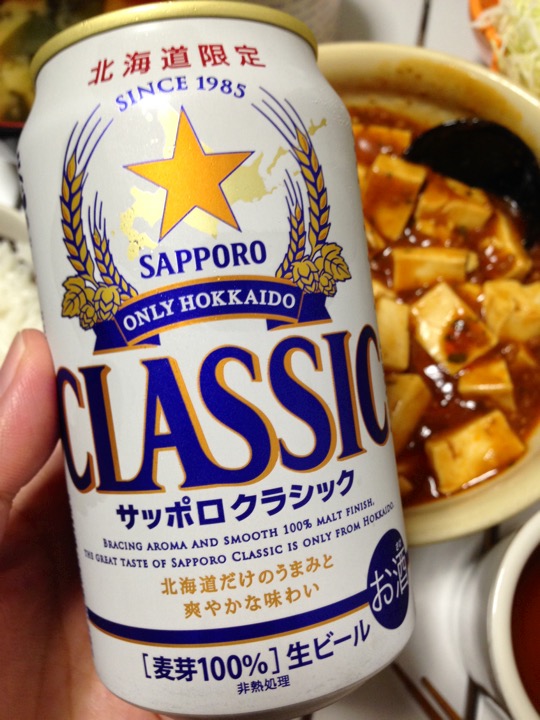 北海道限定
SINCE 1985
SAPPORO
ONLY HOKKAIDO
CLASSIC
サッポロクラシック
BRACING AROMA AND SMOOTH 100% MALT FINISH.
THE GREAT TASTE OF SAPPORO CLASSIC IS ONLY FROM HOKKAIDO.
北海道だけのうまみと
爽やかな味わい
お酒
[麦芽100%]生ビール
非熱処理